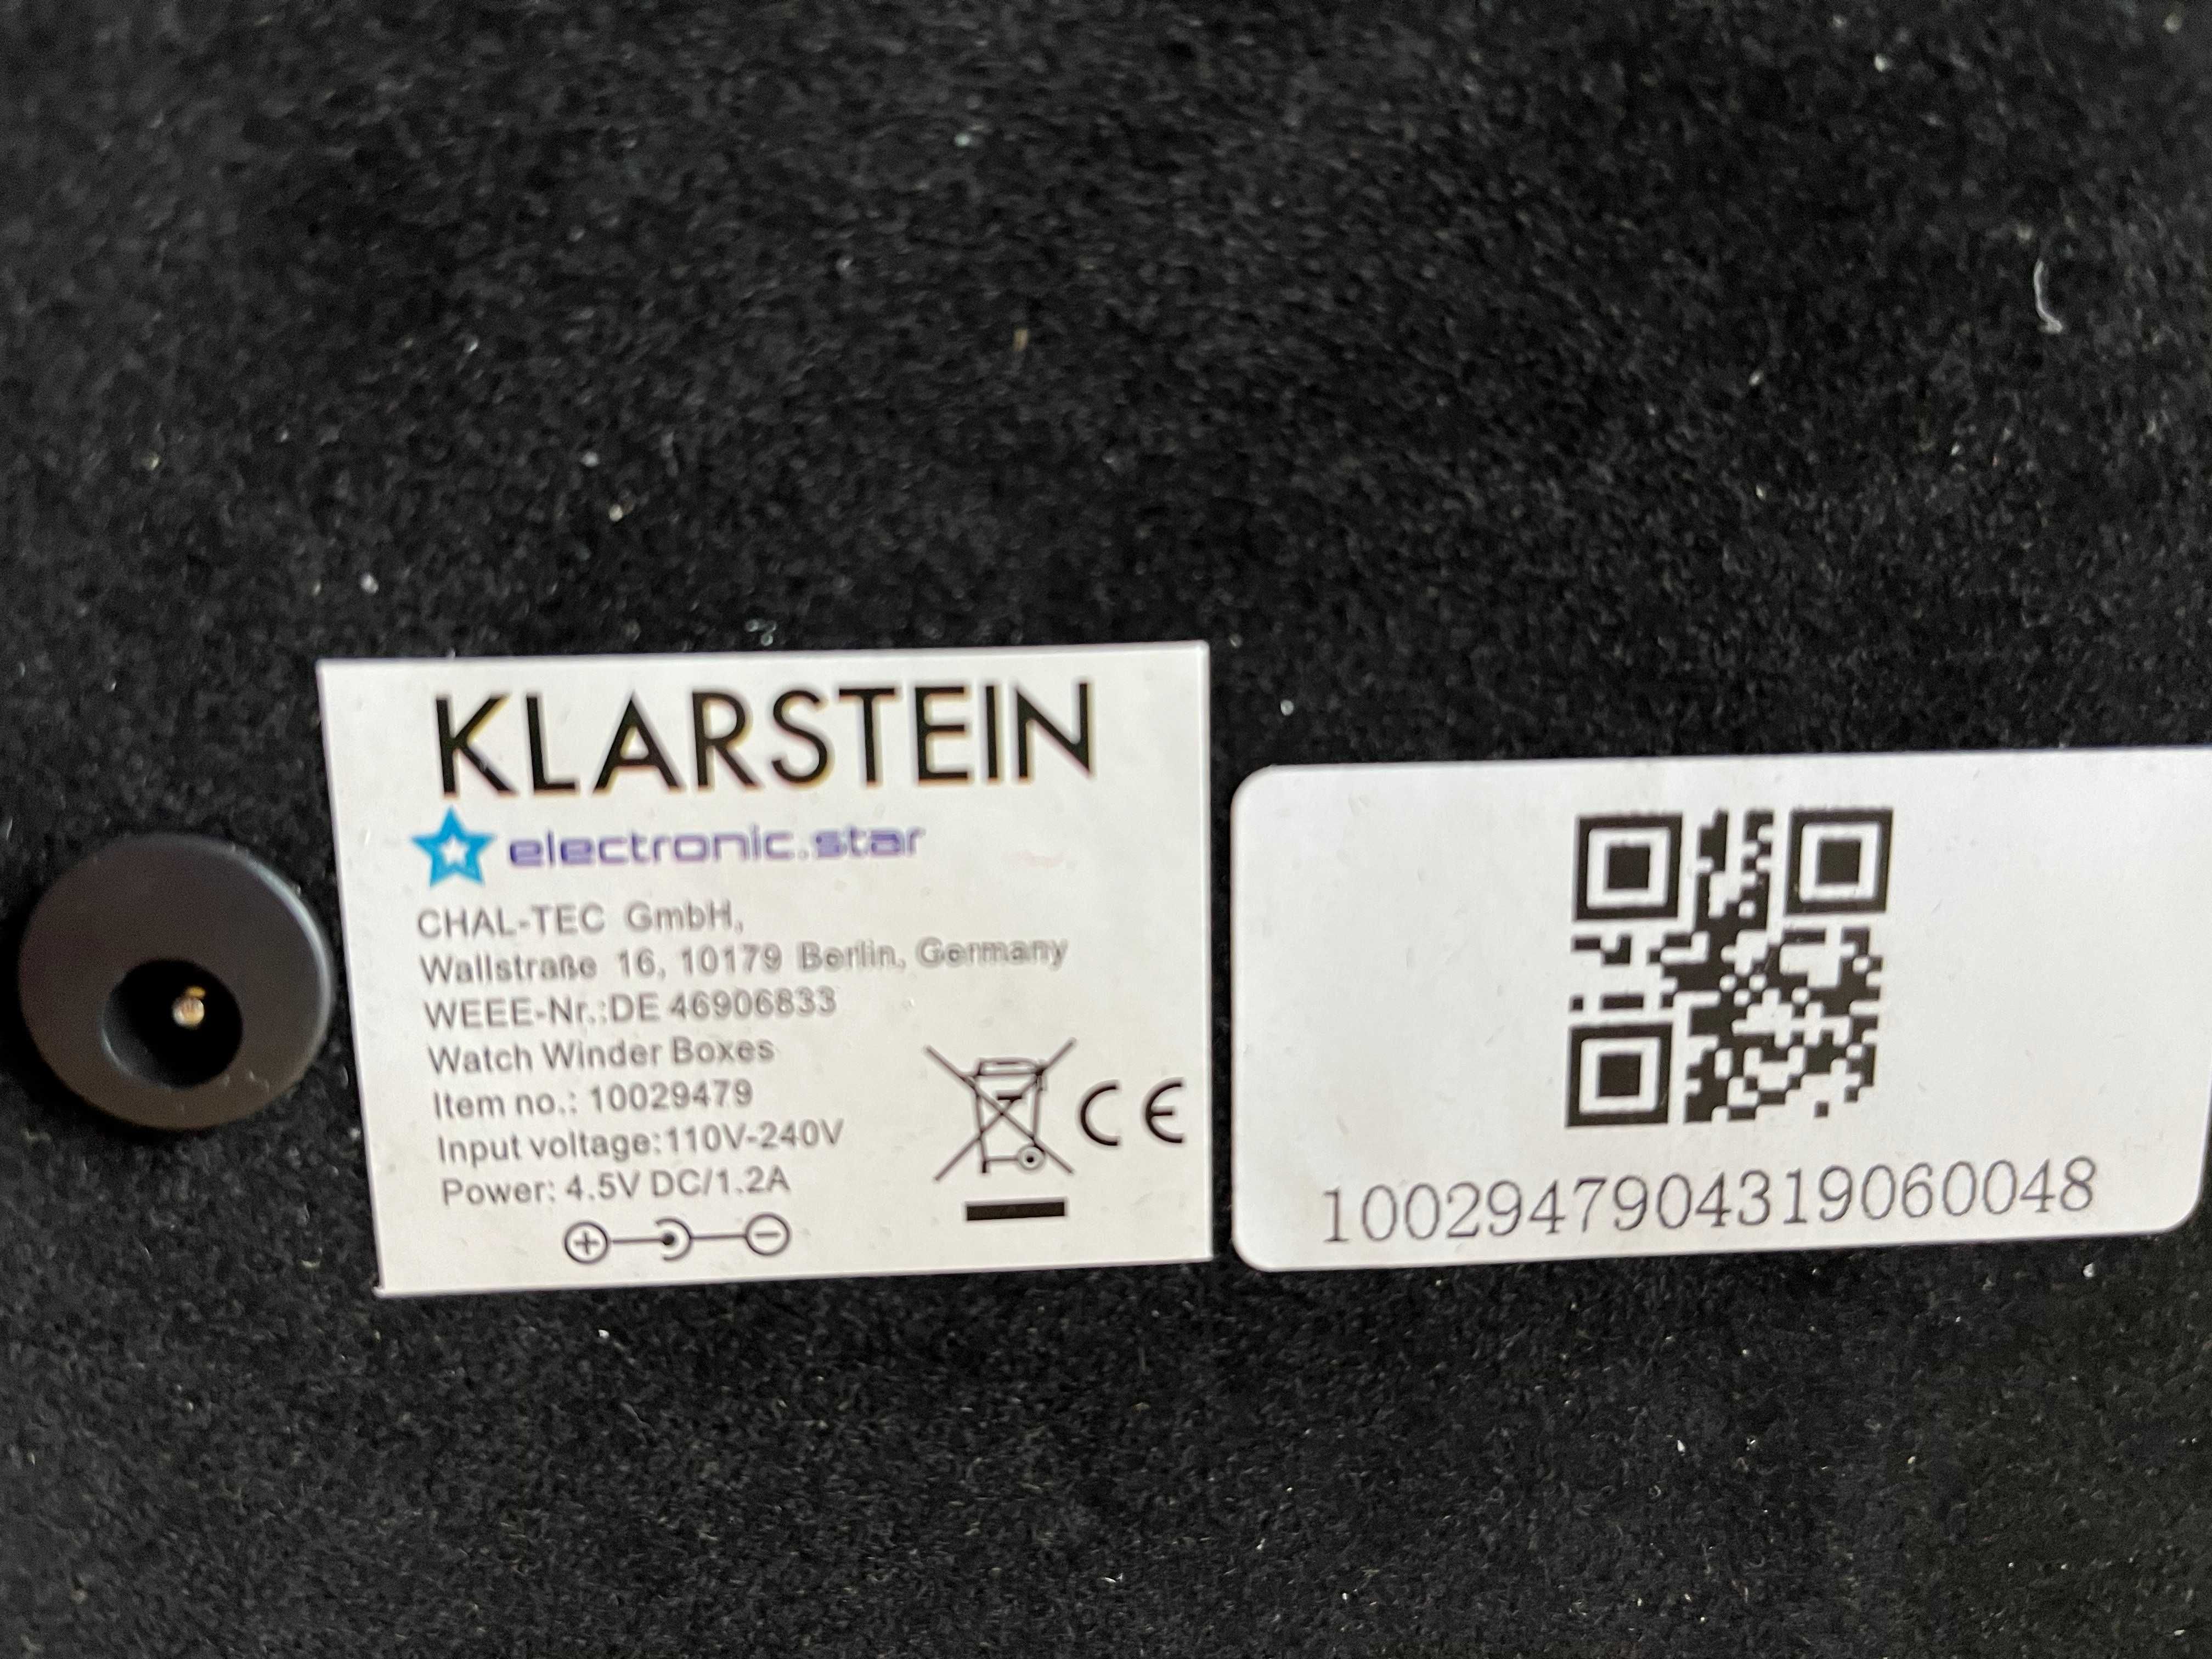 KLARSTEIN
electronic.star
CHAL-TEC GmbH,
Wallstraße 16, 10179 Berlin, Germany
WEEE-Nr.:DE 46906833
Watch Winder Boxes
Item no.: 10029479
Input voltage:110V-240V
Power: 4.5V DC/1.2A
CE
1002947904319060048